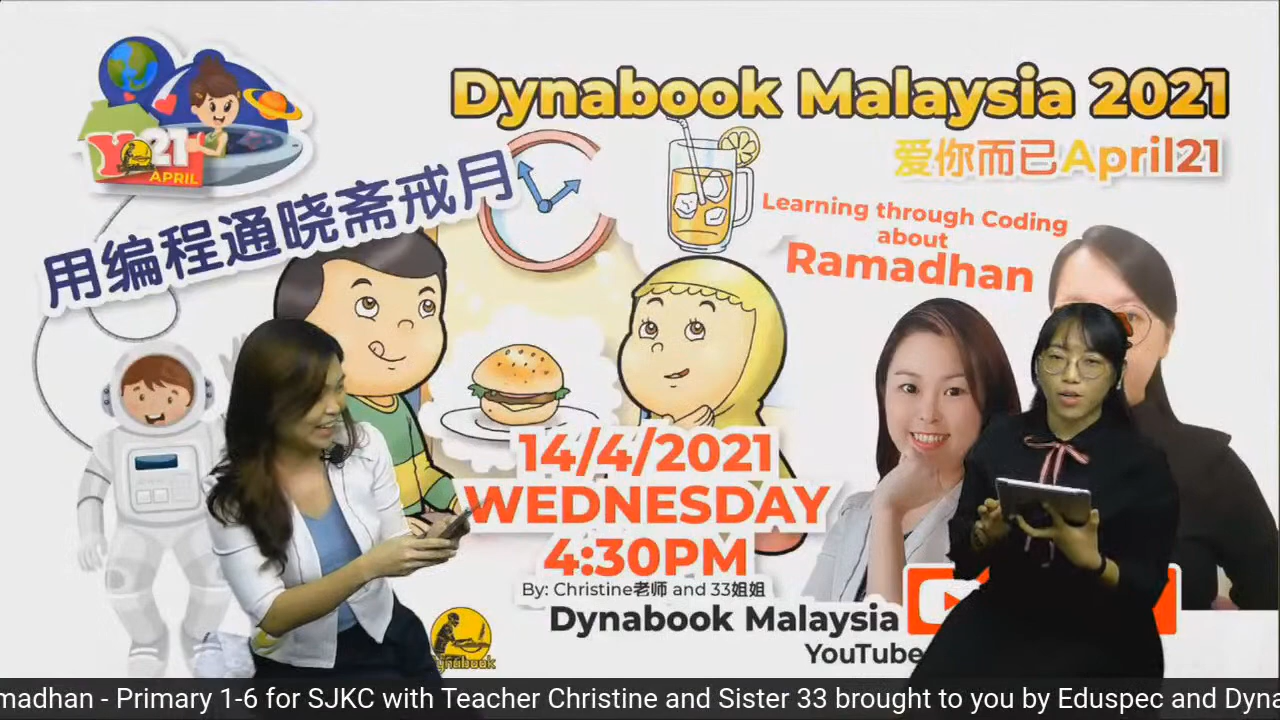 Dynabook Malaysia 2021
爱你而已April21
Y21
APRIL
用编程通晓斋戒月
Learning through Coding
about
Ramadhan
14/4/2021
WEDNESDAY
4:30PM
By: Christine老师 and 33姐姐
Dynabook Malaysia
YouTube
dynabook
madhan - Primary 1-6 for SJKC with Teacher Christine and Sister 33 brought to you by Eduspec and Dyna